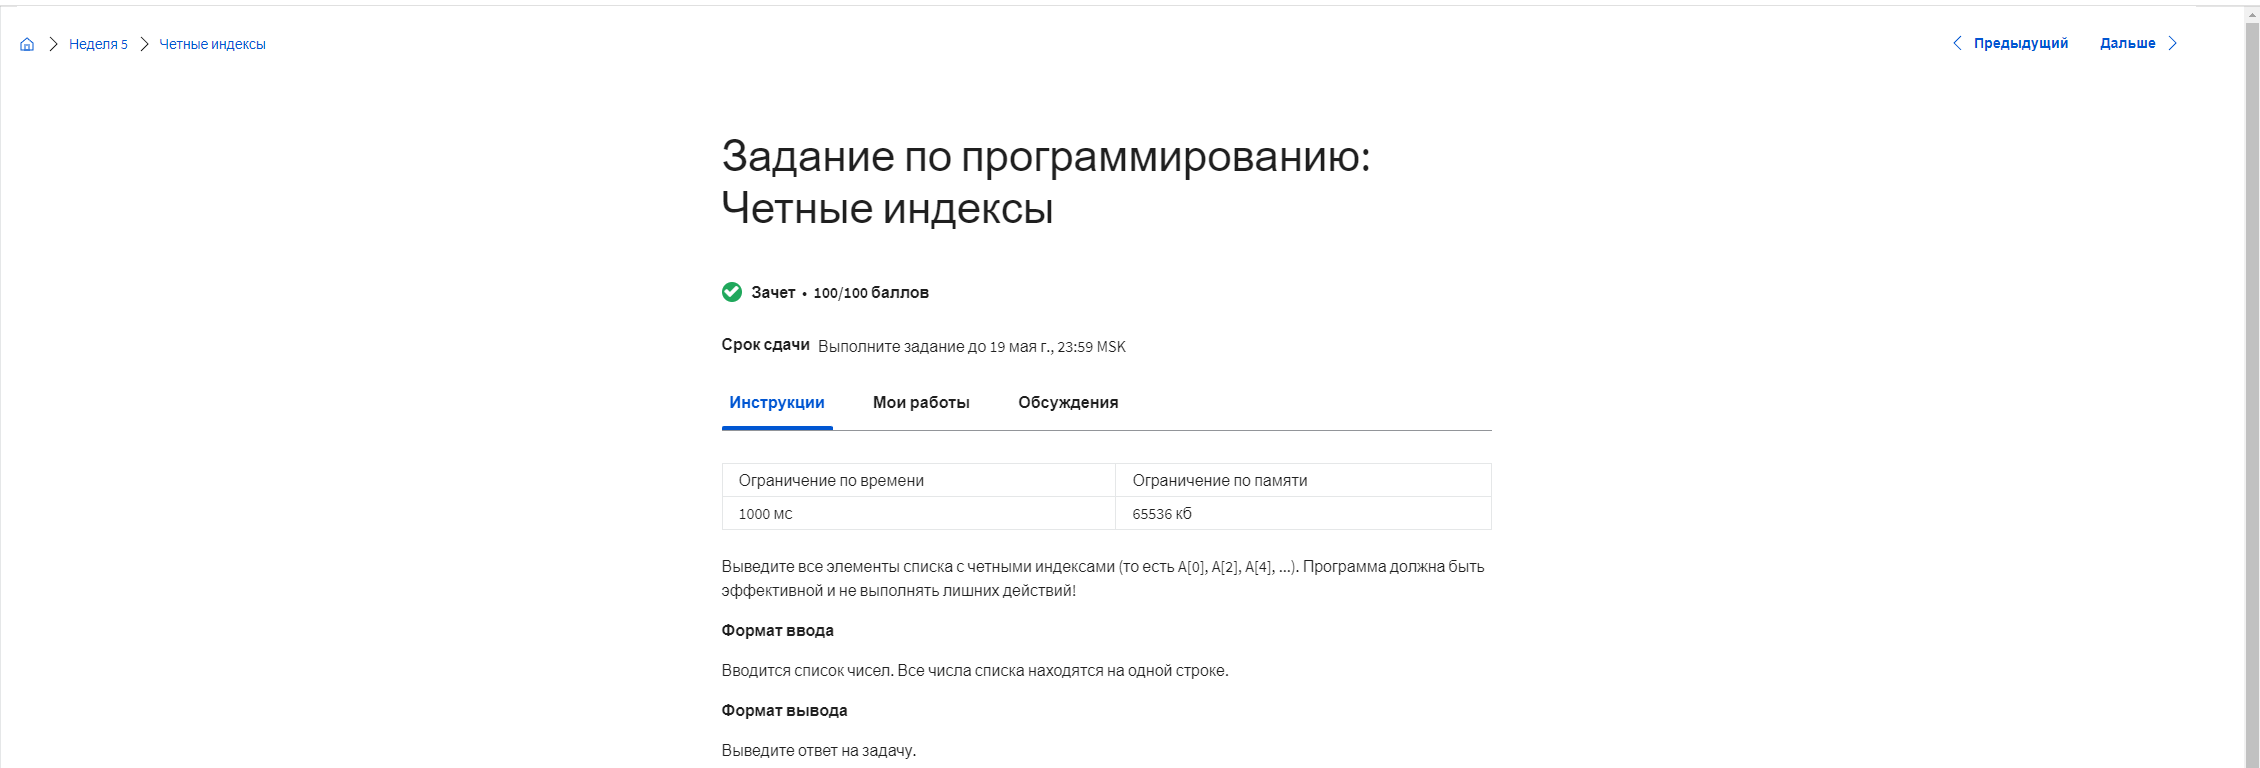 Неделя 5 Четные индексы Предыдущий Дальше
Задание по программированию:
Четные индексы
Зачет • 100/100 баллов
Срок сдачи Выполните задание до 19 мая г., 23:59 MSK
Инструкции Мои работы Обсуждения
Ограничение по времени Ограничение по памяти
1000 мс 65536 кб
Выведите все элементы списка с четными индексами (то есть A[0], A[2], A[4], ...). Программа должна быть
эффективной и не выполнять лишних действий!
Формат ввода
Вводится список чисел. Все числа списка находятся на одной строке.
Формат вывода
Выведите ответ на задачу.